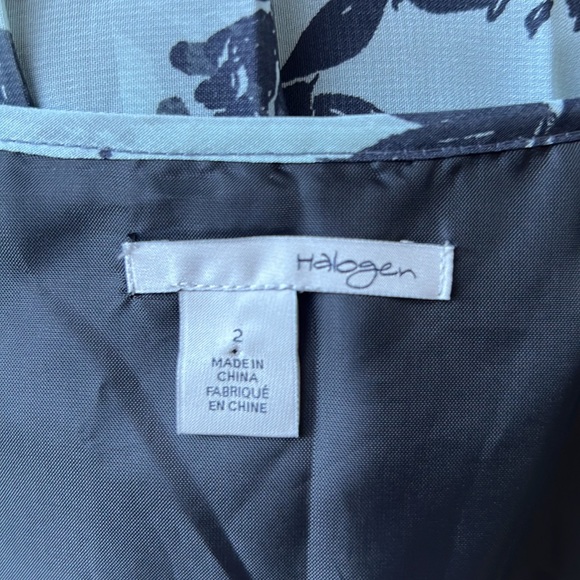 Halogen
2
MADE IN
CHINA
FABRIQUÉ
EN CHINE